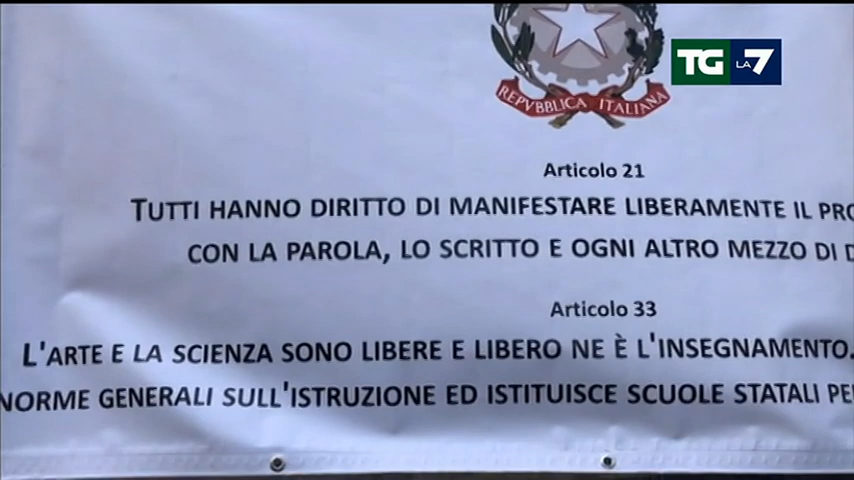 TG LA 7
REPVBBLICA ITALIANA
Articolo 21
TUTTI HANNO DIRITTO DI MANIFESTARE LIBERAMENTE IL
CON LA PAROLA, LO SCRITTO E OGNI ALTRO MEZZO DI
Articolo 33
L'ARTE E LA SCIENZA SONO LIBERE E LIBERO NE È L'INSEGNAMENTO.
NORME GENERALI SULL'ISTRUZIONE ED ISTITUISCE SCUOLE STATALI